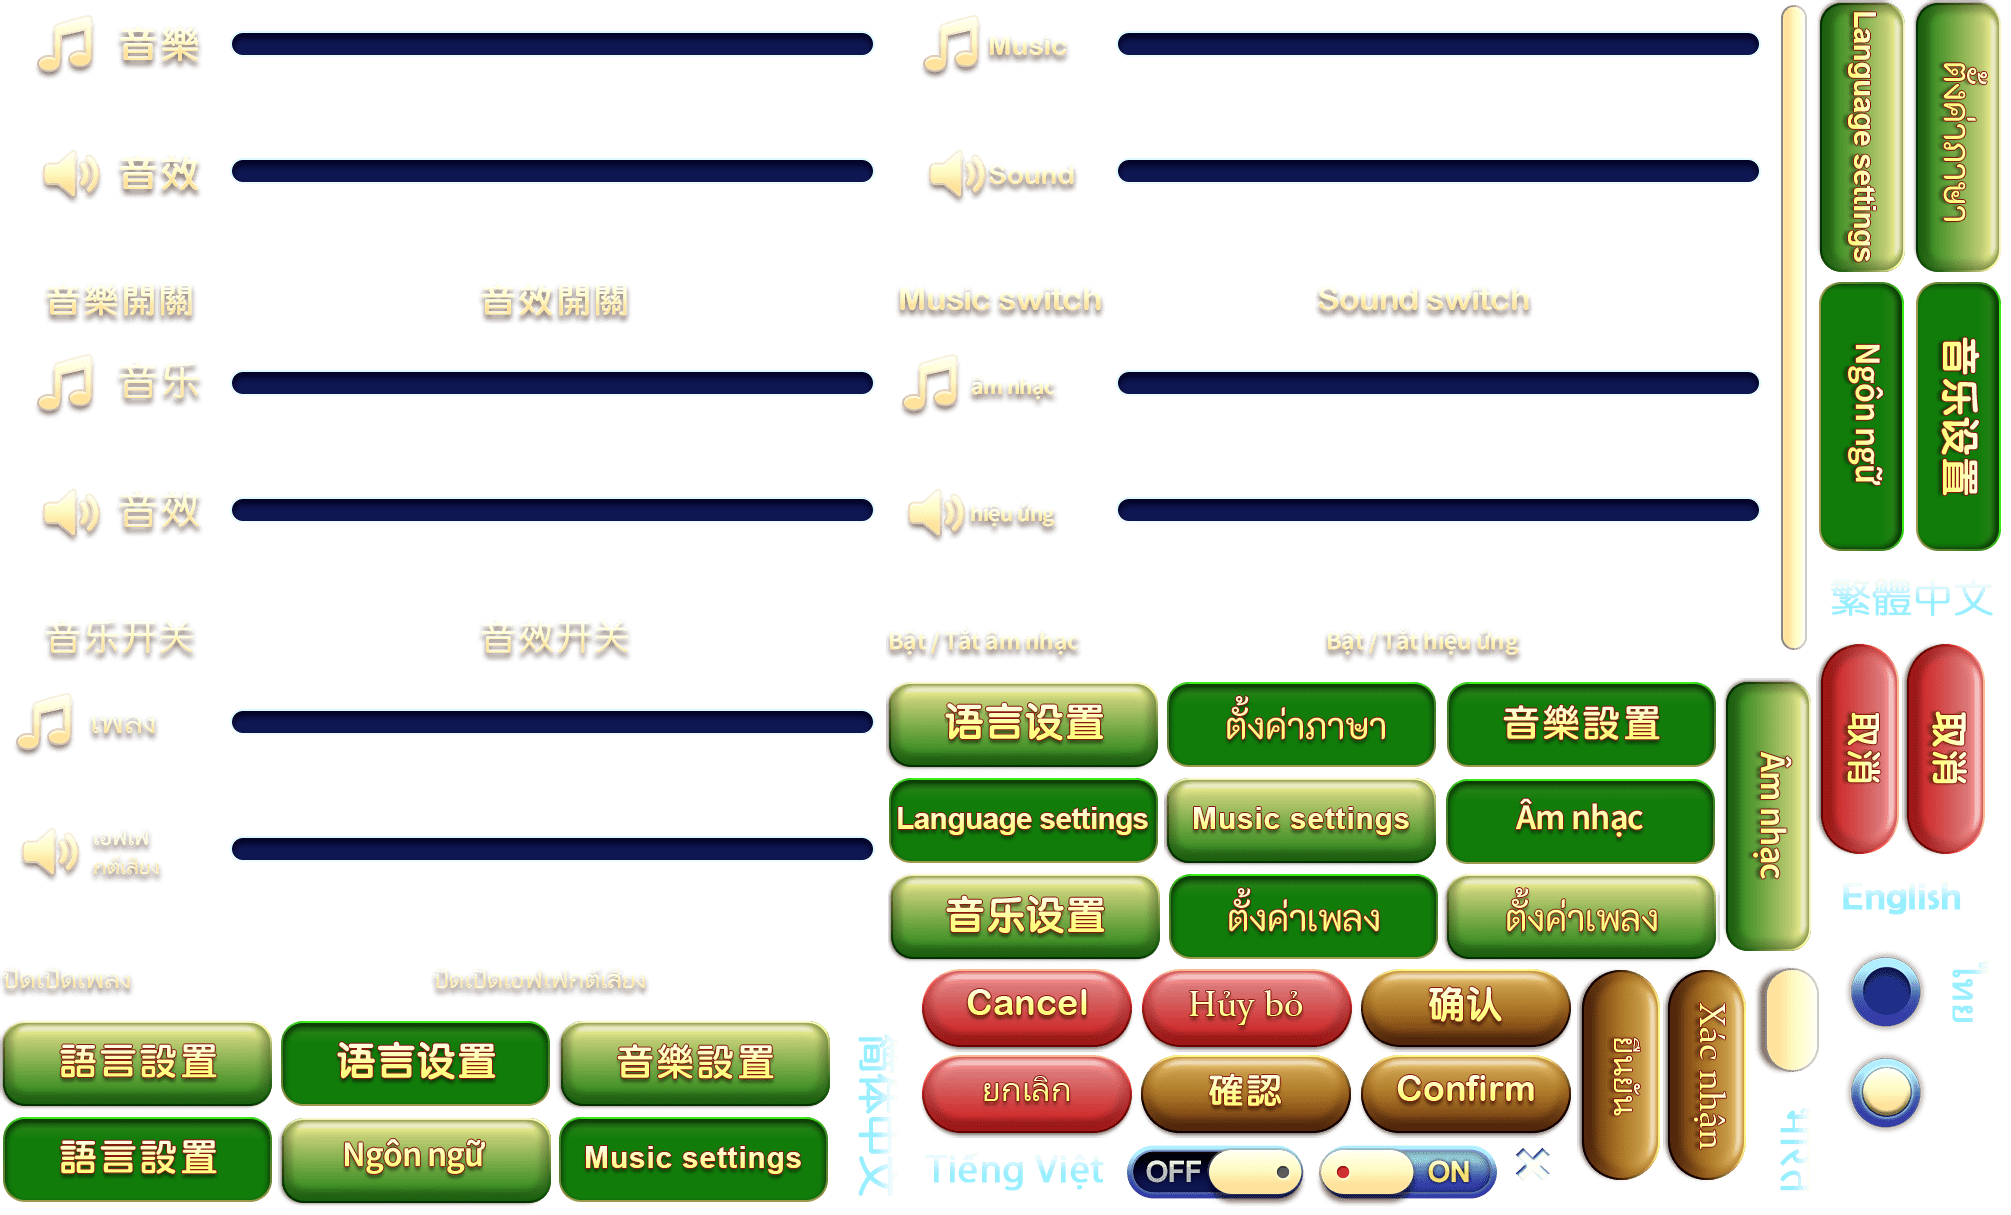 音樂
Music
音效
Sound
音樂開關
音效開關
Music switch
Sound switch
音乐
âm nhạc
音效
hiệu ứng
音乐开关
音效开关
Bật / Tắt âm nhạc
Bật / Tắt hiệu ứng
เพลง
เอฟเฟ
กต์เสียง
ปิดเปิดเพลง
ปิดเปิดเอฟเฟกต์เสียง
Language settings
ตั้งค่าภาษา
Ngôn ngữ
音乐设置
繁體中文
语言设置
ตั้งค่าภาษา
音樂設置
Language settings
Music settings
Âm nhạc
音乐设置
ตั้งค่าเพลง
ตั้งค่าเพลง
Âm nhạc
取消
取消
English
ไทย
Cancel
Hủy bỏ
确认
ยกเลิก
確認
Confirm
ยืนยัน
Xác nhận
語言設置
语言设置
音樂設置
語言設置
Ngôn ngữ
Music settings
简体中文
Tiếng Việt
OFF
ON